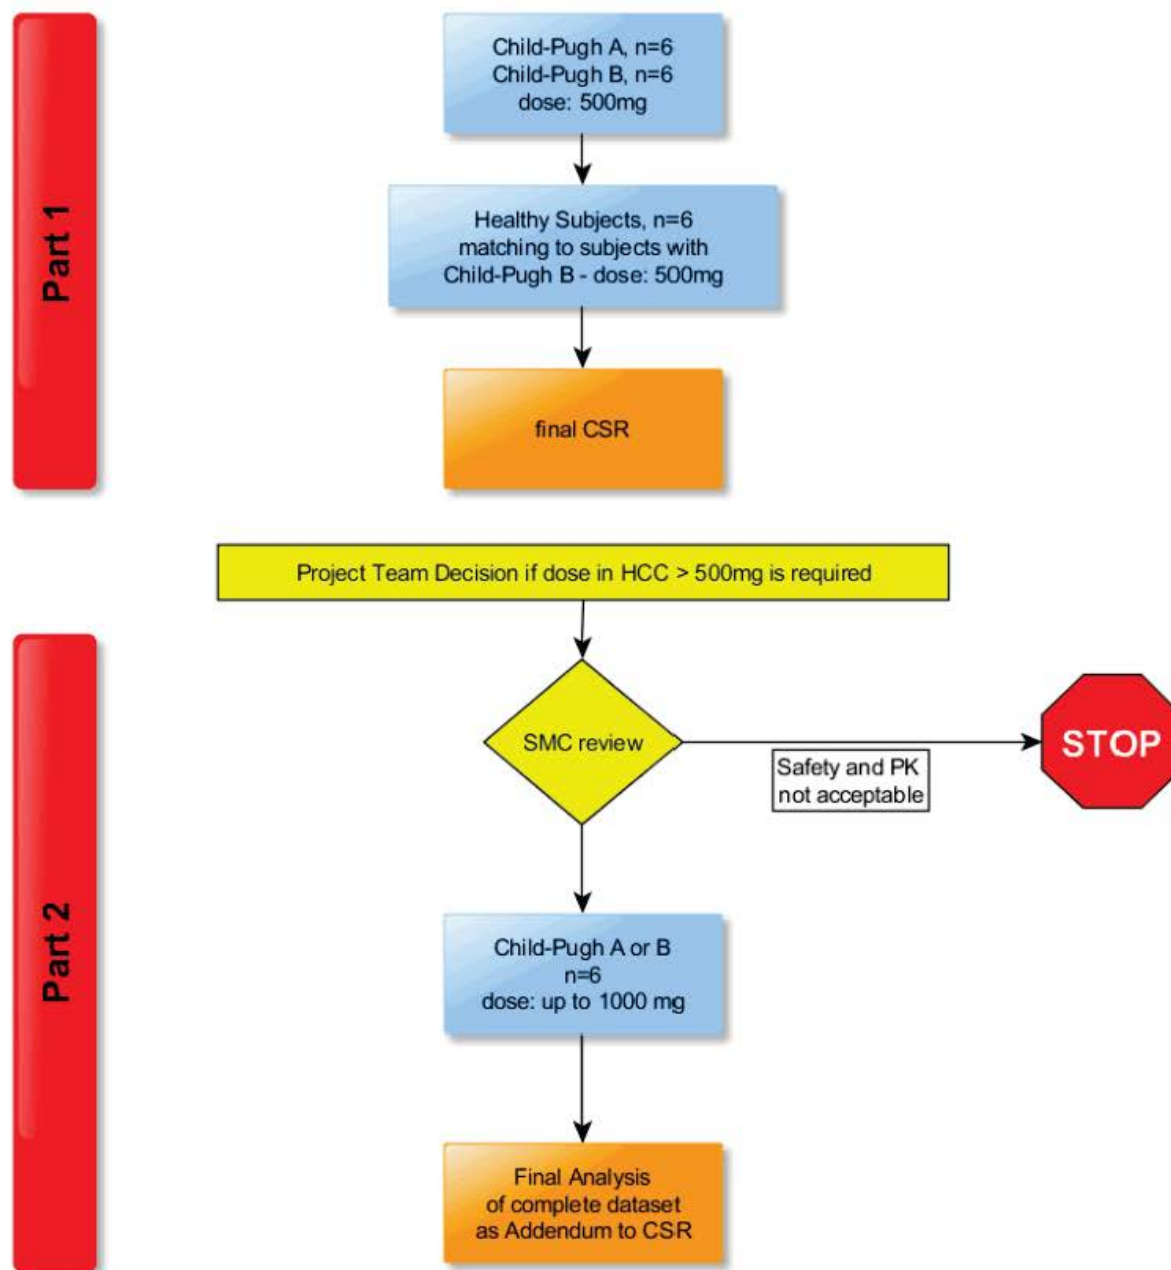 Part 1
Child-Pugh A, n=6
Child-Pugh B, n=6
dose: 500mg
Healthy Subjects, n=6
matching to subjects with
Child-Pugh B - dose: 500mg
final CSR
Project Team Decision if dose in HCC > 500mg is required
Part 2
SMC review
Safety and PK
not acceptable
STOP
Child-Pugh A or B
n=6
dose: up to 1000 mg
Final Analysis
of complete dataset
as Addendum to CSR